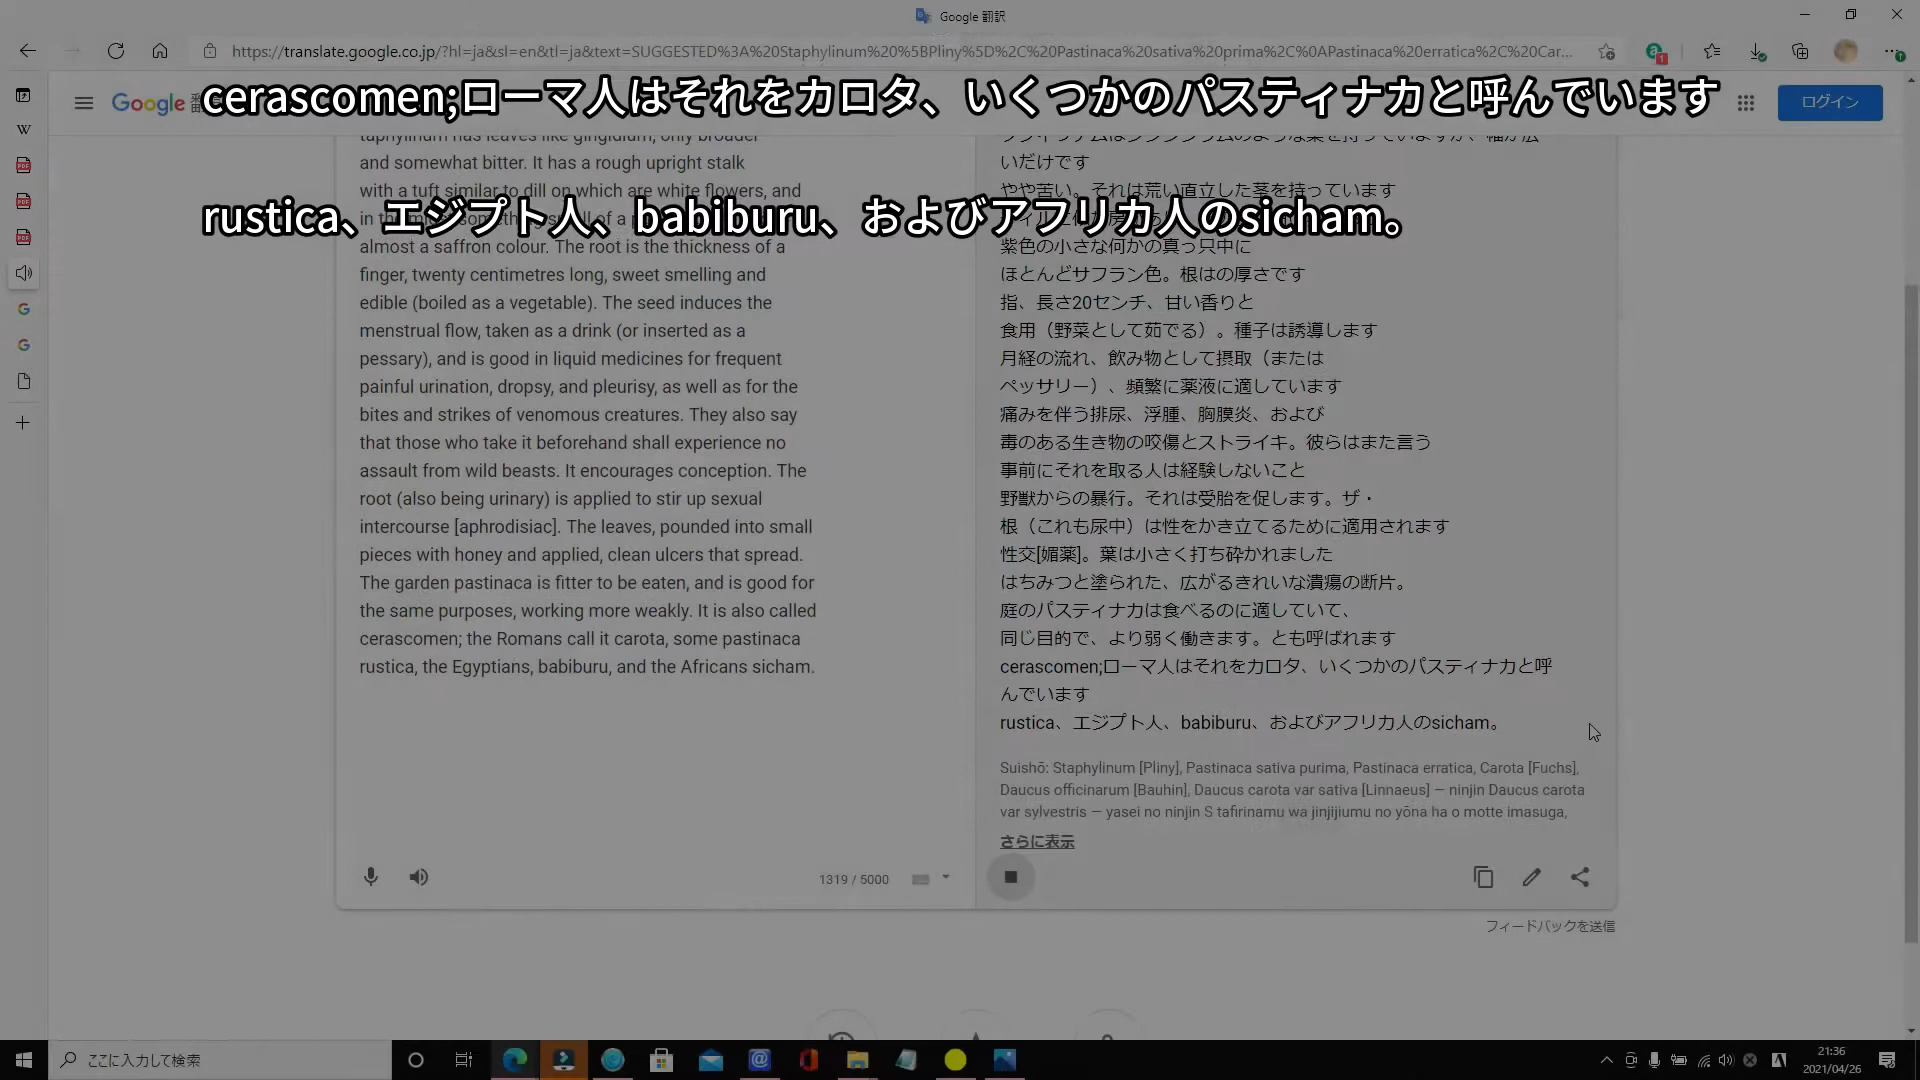 Google 翻訳
https://translate.google.co.jp/?hl=ja&sl=en&tl=ja&text=SUGGESTED%3A%20Staphylinum%20%5BPliny%5D%2C%20Pastinaca%20sativa%20prima%2C%0APastinaca%20erratica%2C%20Car...
cerascomen;ローマ人はそれをカロタ、いくつかのパスティナカと呼んでいます
rustica、エジプト人、babiburu、およびアフリカ人のsicham。
Google
ログイン
taphylinum has leaves like gingidium, only broader
and somewhat bitter. It has a rough upright stalk
with a tuft similar to dill on which are white flowers, and
almost a saffron colour. The root is the thickness of a
finger, twenty centimetres long, sweet smelling and
edible (boiled as a vegetable). The seed induces the
menstrual flow, taken as a drink (or inserted as a
pessary), and is good in liquid medicines for frequent
painful urination, dropsy, and pleurisy, as well as for the
bites and strikes of venomous creatures. They also say
that those who take it beforehand shall experience no
assault from wild beasts. It encourages conception. The
root (also being urinary) is applied to stir up sexual
intercourse [aphrodisiac]. The leaves, pounded into small
pieces with honey and applied, clean ulcers that spread.
The garden pastinaca is fitter to be eaten, and is good for
the same purposes, working more weakly. It is also called
cerascomen; the Romans call it carota, some pastinaca
rustica, the Egyptians, babiburu, and the Africans sicham.
1319 / 5000
いだけです
やや苦い。それは荒い直立した茎を持っています
紫色の小さな何かの真っ只中に
ほとんどサフラン色。根はの厚さです
指、長さ20センチ、甘い香りと
食用（野菜として茹でる）。種子は誘導します
月経の流れ、飲み物として摂取（または
ペッサリー）、頻繁に薬液に適しています
痛みを伴う排尿、浮腫、胸膜炎、および
毒のある生き物の咬傷とストライキ。彼らはまた言う
事前にそれを取る人は経験しないこと
野獣からの暴行。それは受胎を促します。ザ・
根（これも尿中）は性をかき立てるために適用されます
性交[媚薬]。葉は小さく打ち砕かれました
はちみつと塗られた、広がるきれいな潰瘍の断片。
庭のパスティナカは食べるのに適していて、
同じ目的で、より弱く働きます。とも呼ばれます
cerascomen;ローマ人はそれをカロタ、いくつかのパスティナカと呼
んでいます
rustica、エジプト人、babiburu、およびアフリカ人のsicham。
Suishō: Staphylinum [Pliny], Pastinaca sativa purima, Pastinaca erratica, Carota [Fuchs],
Daucus officinarum [Bauhin], Daucus carota var sativa [Linnaeus] – ninjin Daucus carota
var sylvestris – yasei no ninjin S tafirinamu wa jinjijiumu no yōna ha o motte imasuga,
さらに表示
フィードバックを送信
ここに入力して検索
21:36
2021/04/26